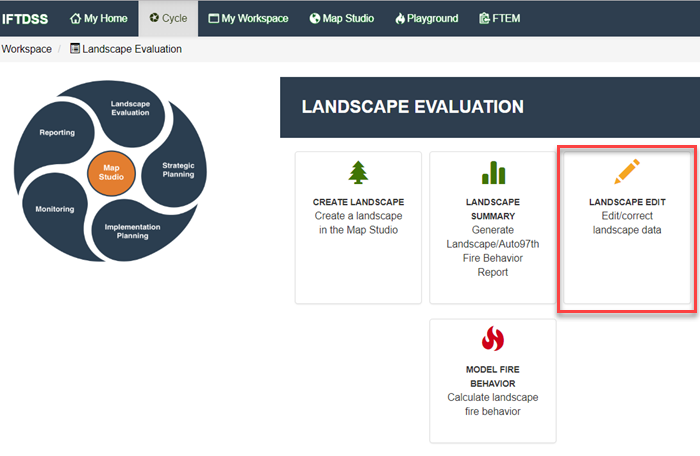 IFTDSS My Home Cycle My Workspace Map Studio Playground FTEM
Workspace / Landscape Evaluation
Landscape
Evaluation
Reporting
Strategic
Planning
Map
Studio
Monitoring
Implementation
Planning
LANDSCAPE EVALUATION
CREATE LANDSCAPE
Create a landscape
in the Map Studio
LANDSCAPE
SUMMARY
Generate
Landscape/Auto97th
Fire Behavior
Report
LANDSCAPE EDIT
Edit/correct
landscape data
MODEL FIRE
BEHAVIOR
Calculate landscape
fire behavior